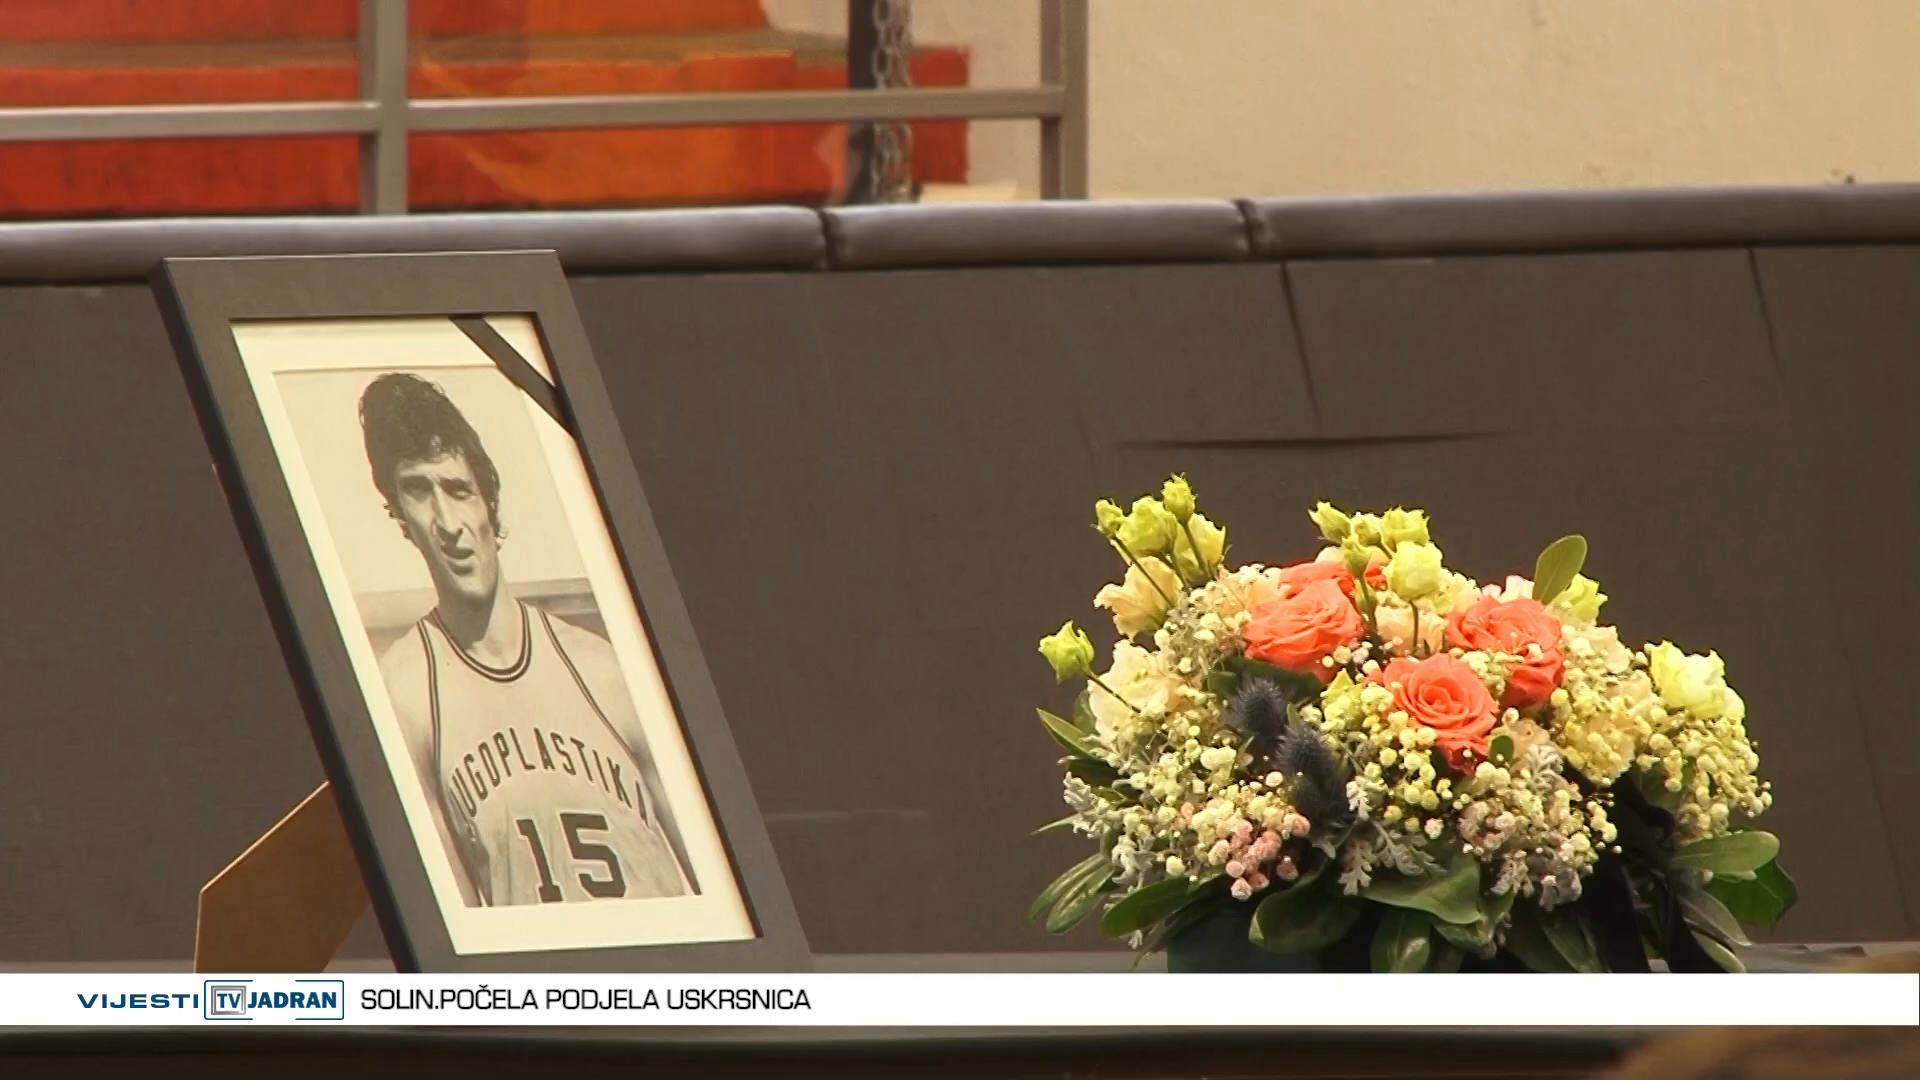 JUGOPLASTIKA
15
VIJESTI TV JADRAN SOLIN.POČELA PODJELA USKRSNICA